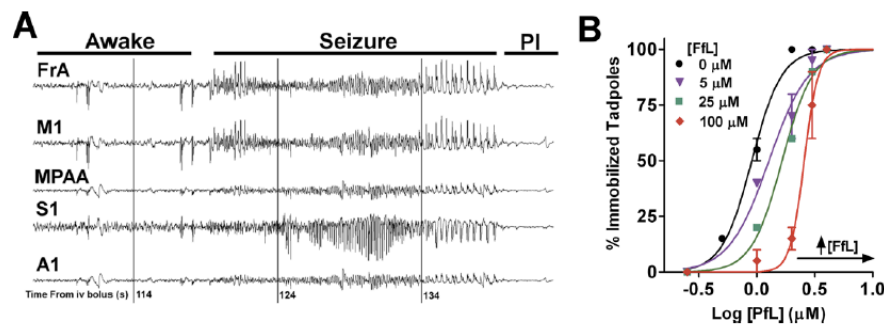 A
Awake Seizure PI
FrA
M1
MPAA
S1
A1
Time From iv bolus (s) 114 124 134
B
[FfL]
0 μM
5 μM
25 μM
100 μM
% Immobilized Tadpoles
100
75
50
25
0
↑[FfL]
-0.5 0.0 0.5 1.0
Log [PfL] (μM)